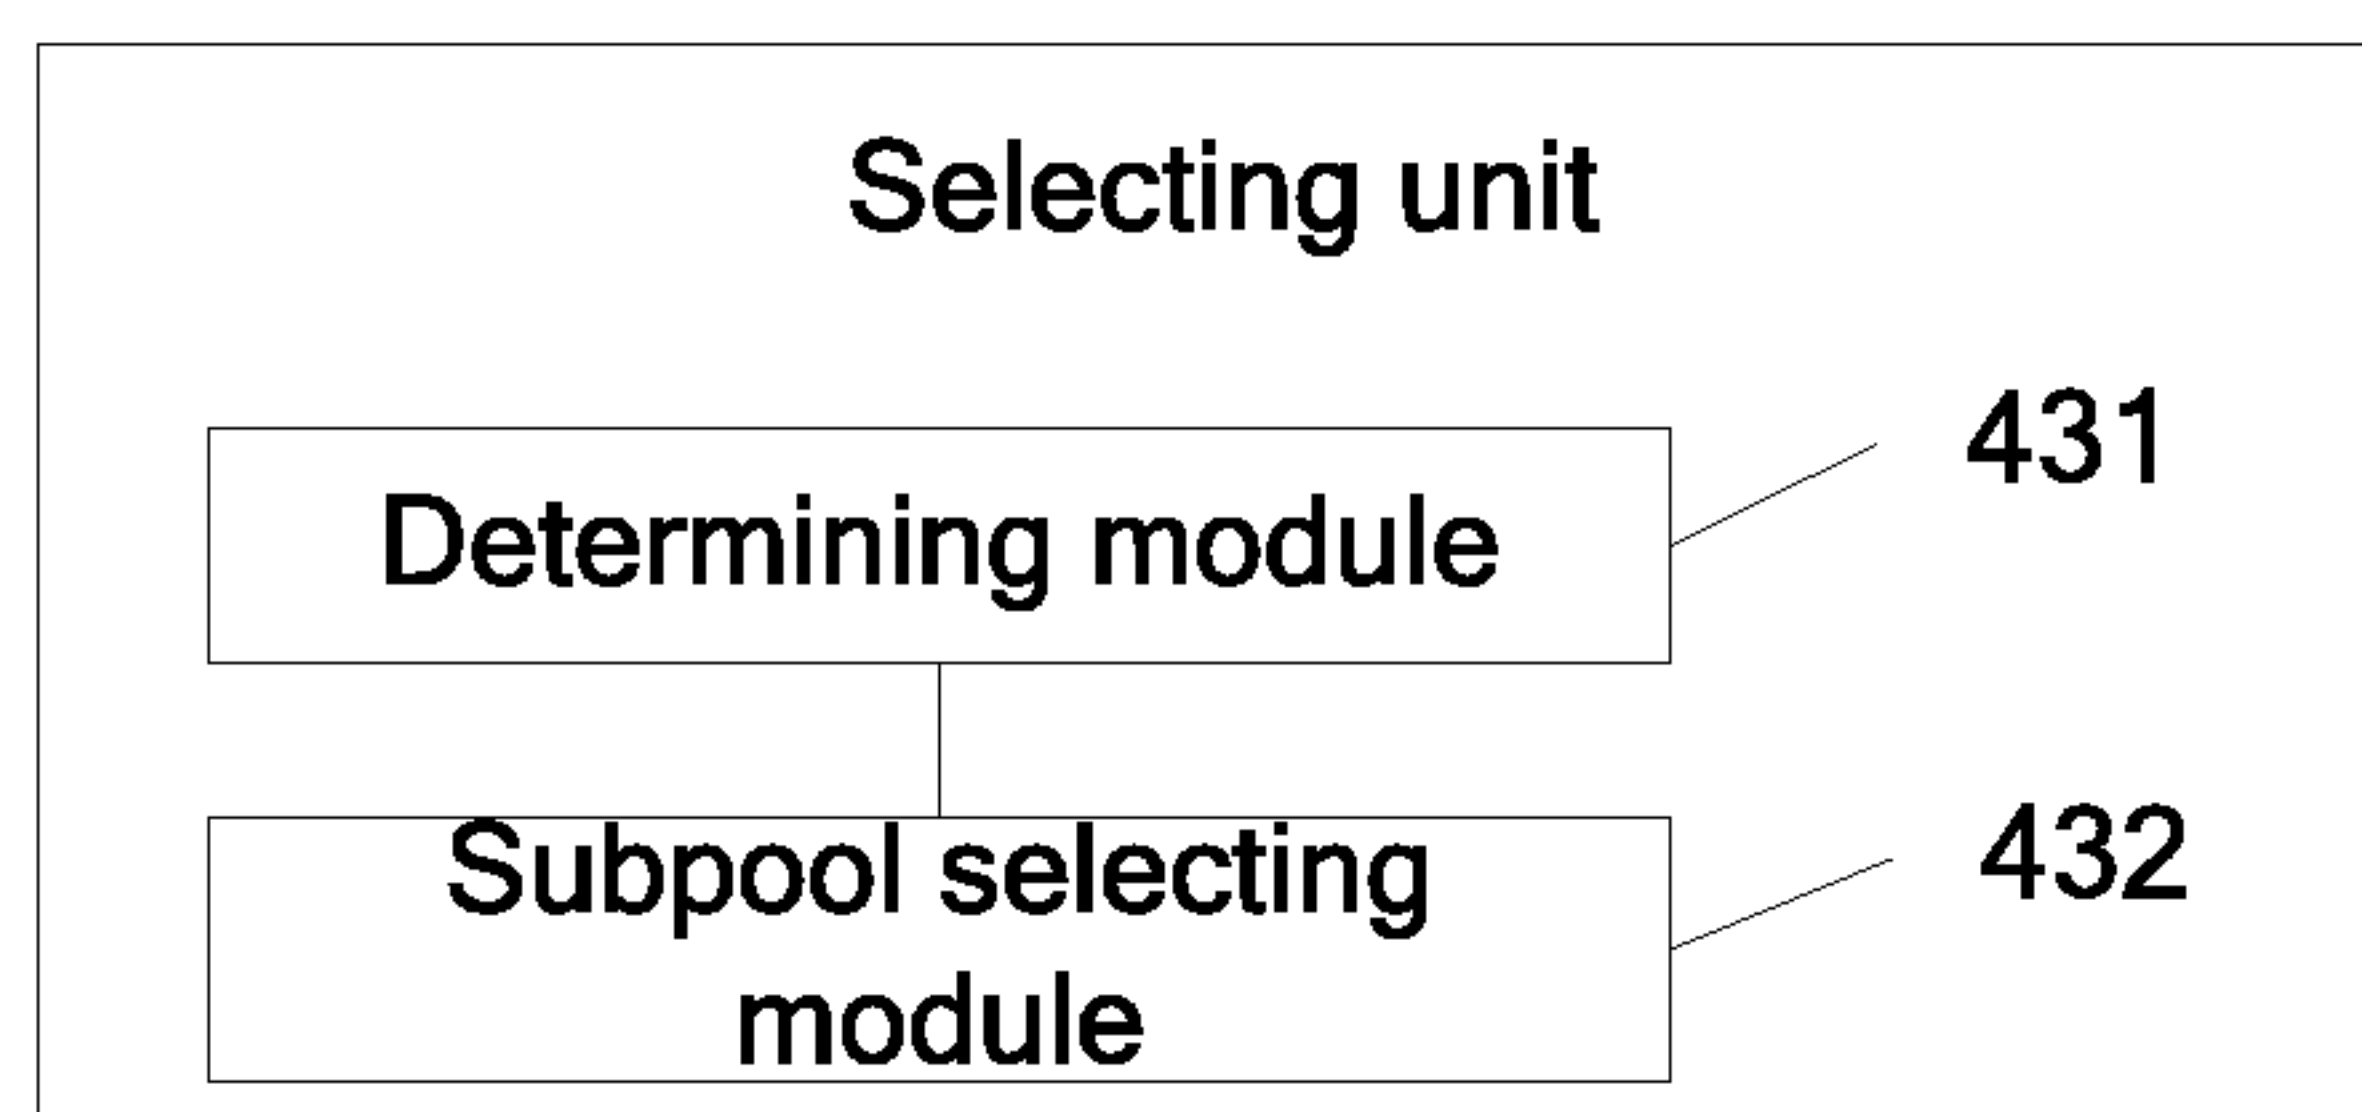 Selecting unit
431
Determining module
432
Subpool selecting
module